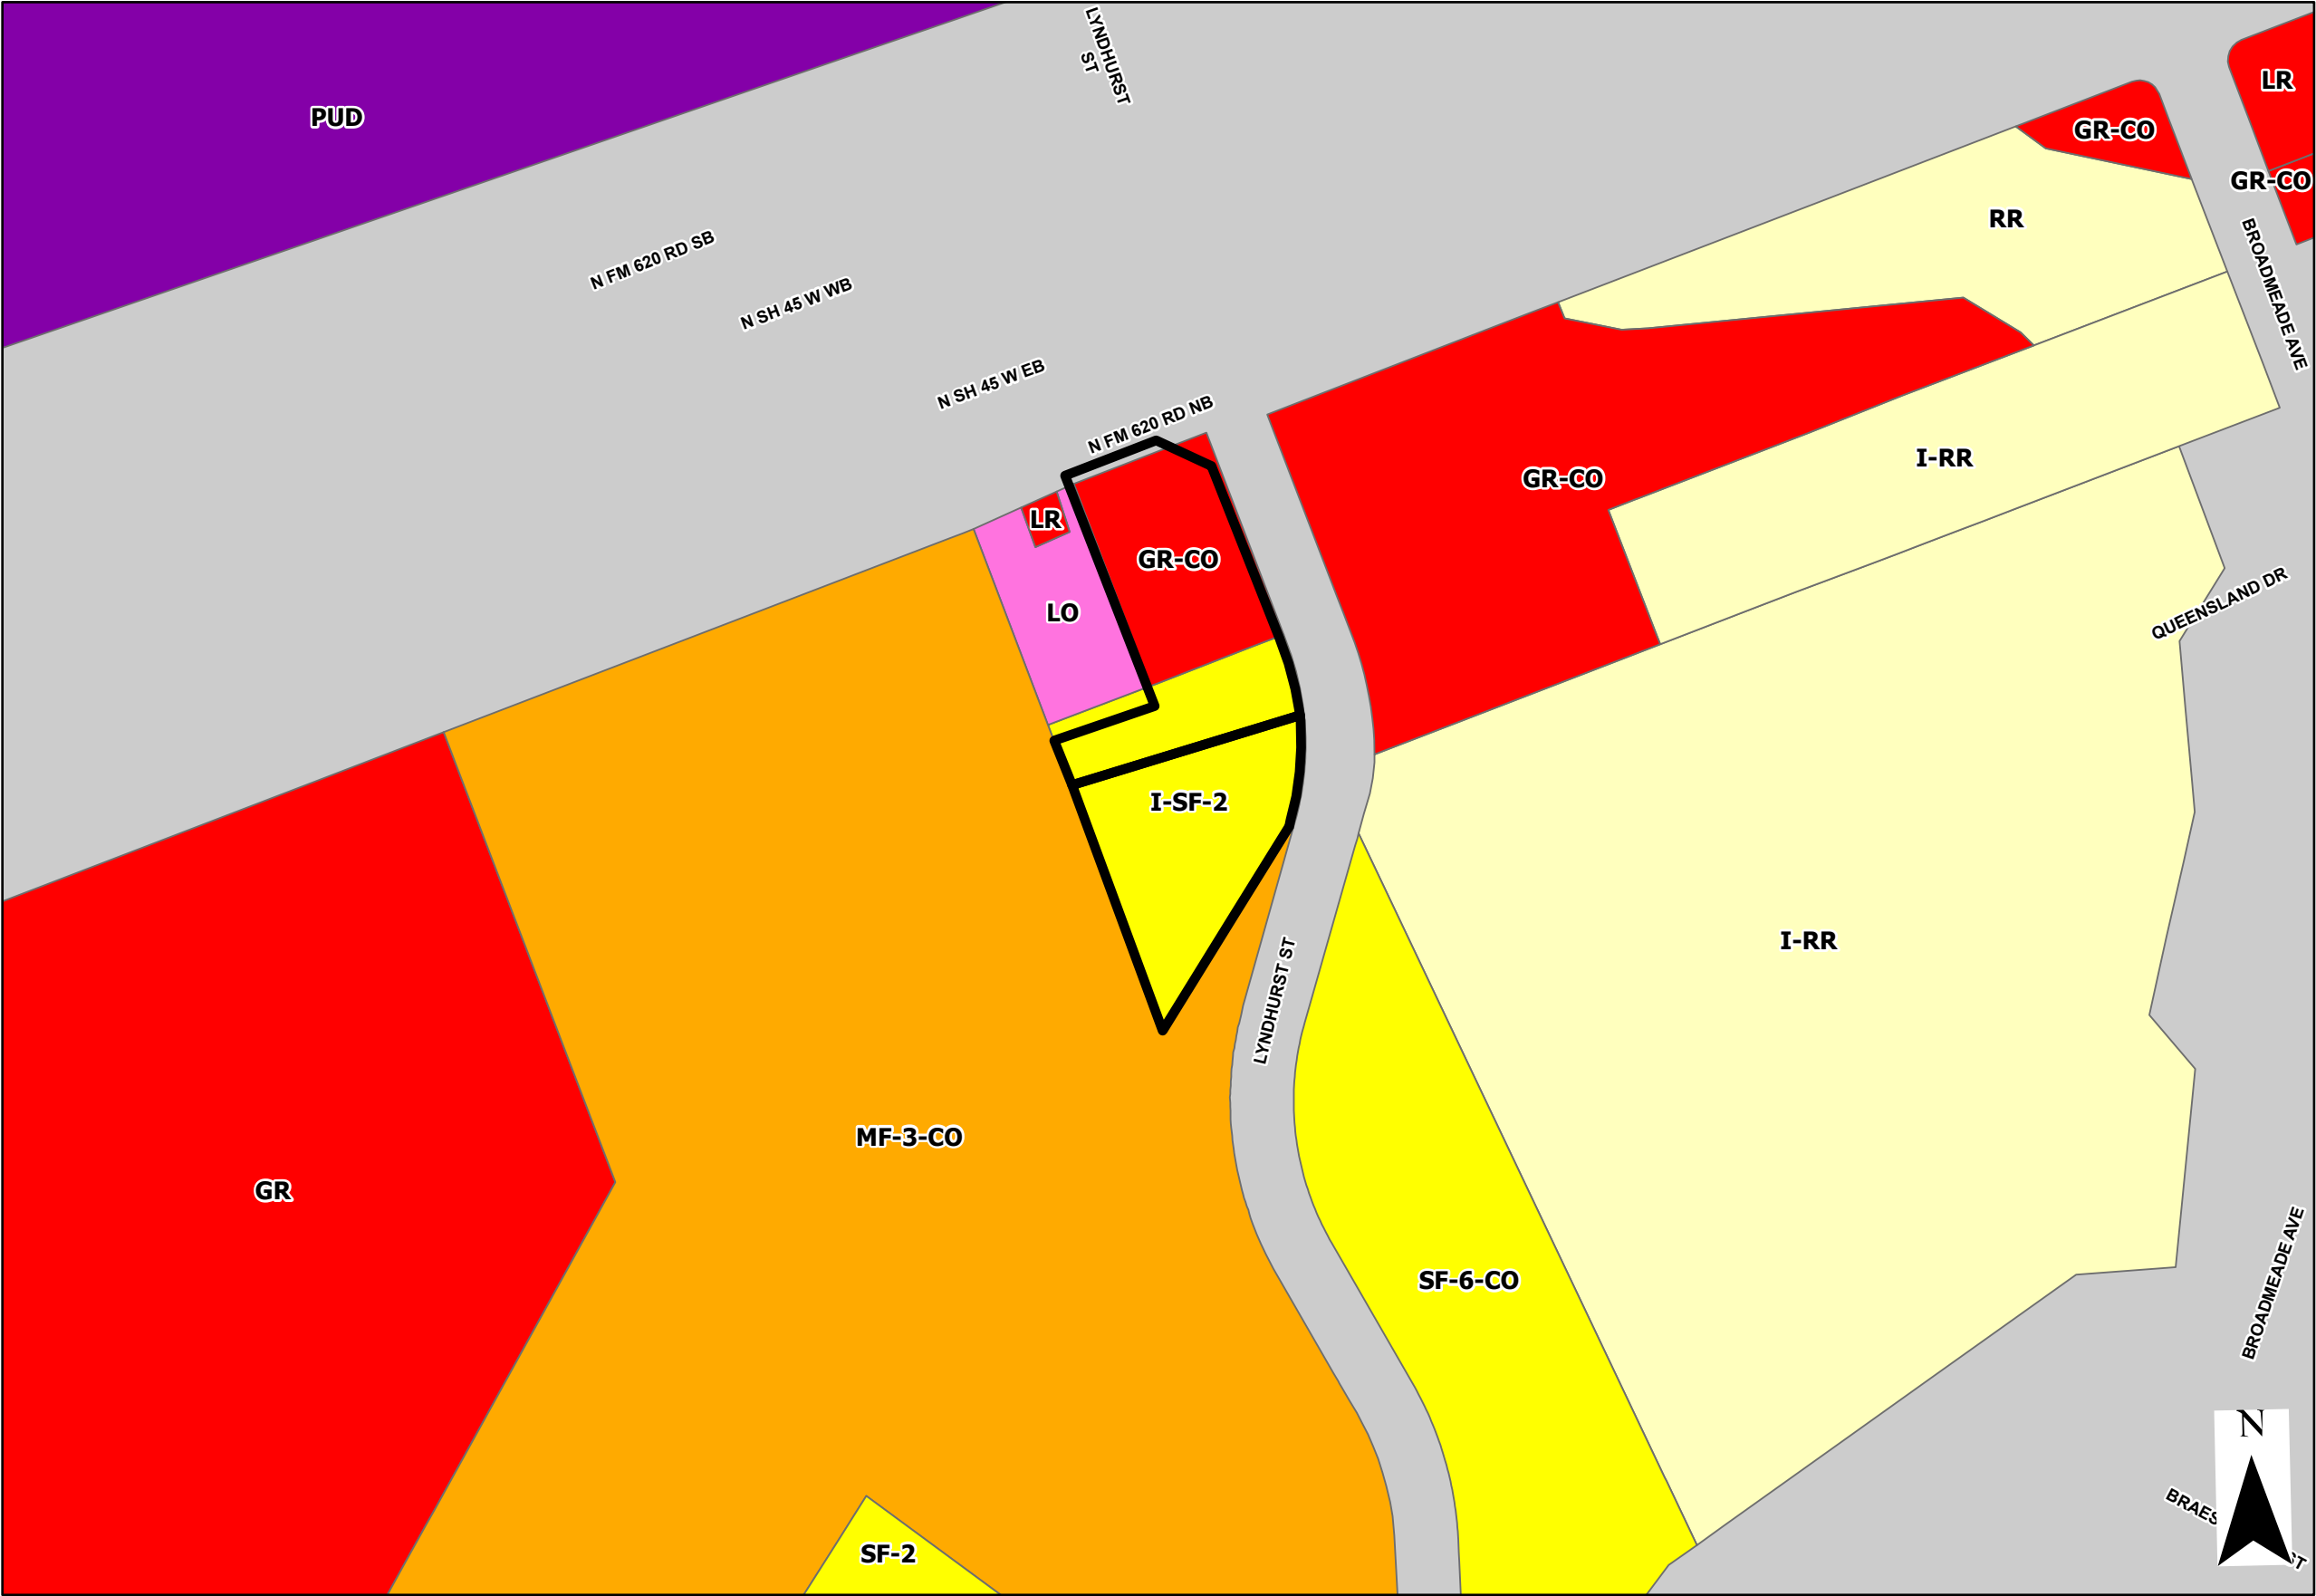 LYNDHURST
ST
PUD
LR
GR-CO
GR-CO
RR
N FM 620 RD SB
N SH 45 W WB
BROADMEADE AVE
N SH 45 W EB
N FM 620 RD NB
I-RR
GR-CO
LR
GR-CO
LO
QUEENSLAND DR
I-SF-2
I-RR
LYNDHURST ST
MF-3-CO
GR
SF-6-CO
BROADMEADE AVE
N
SF-2